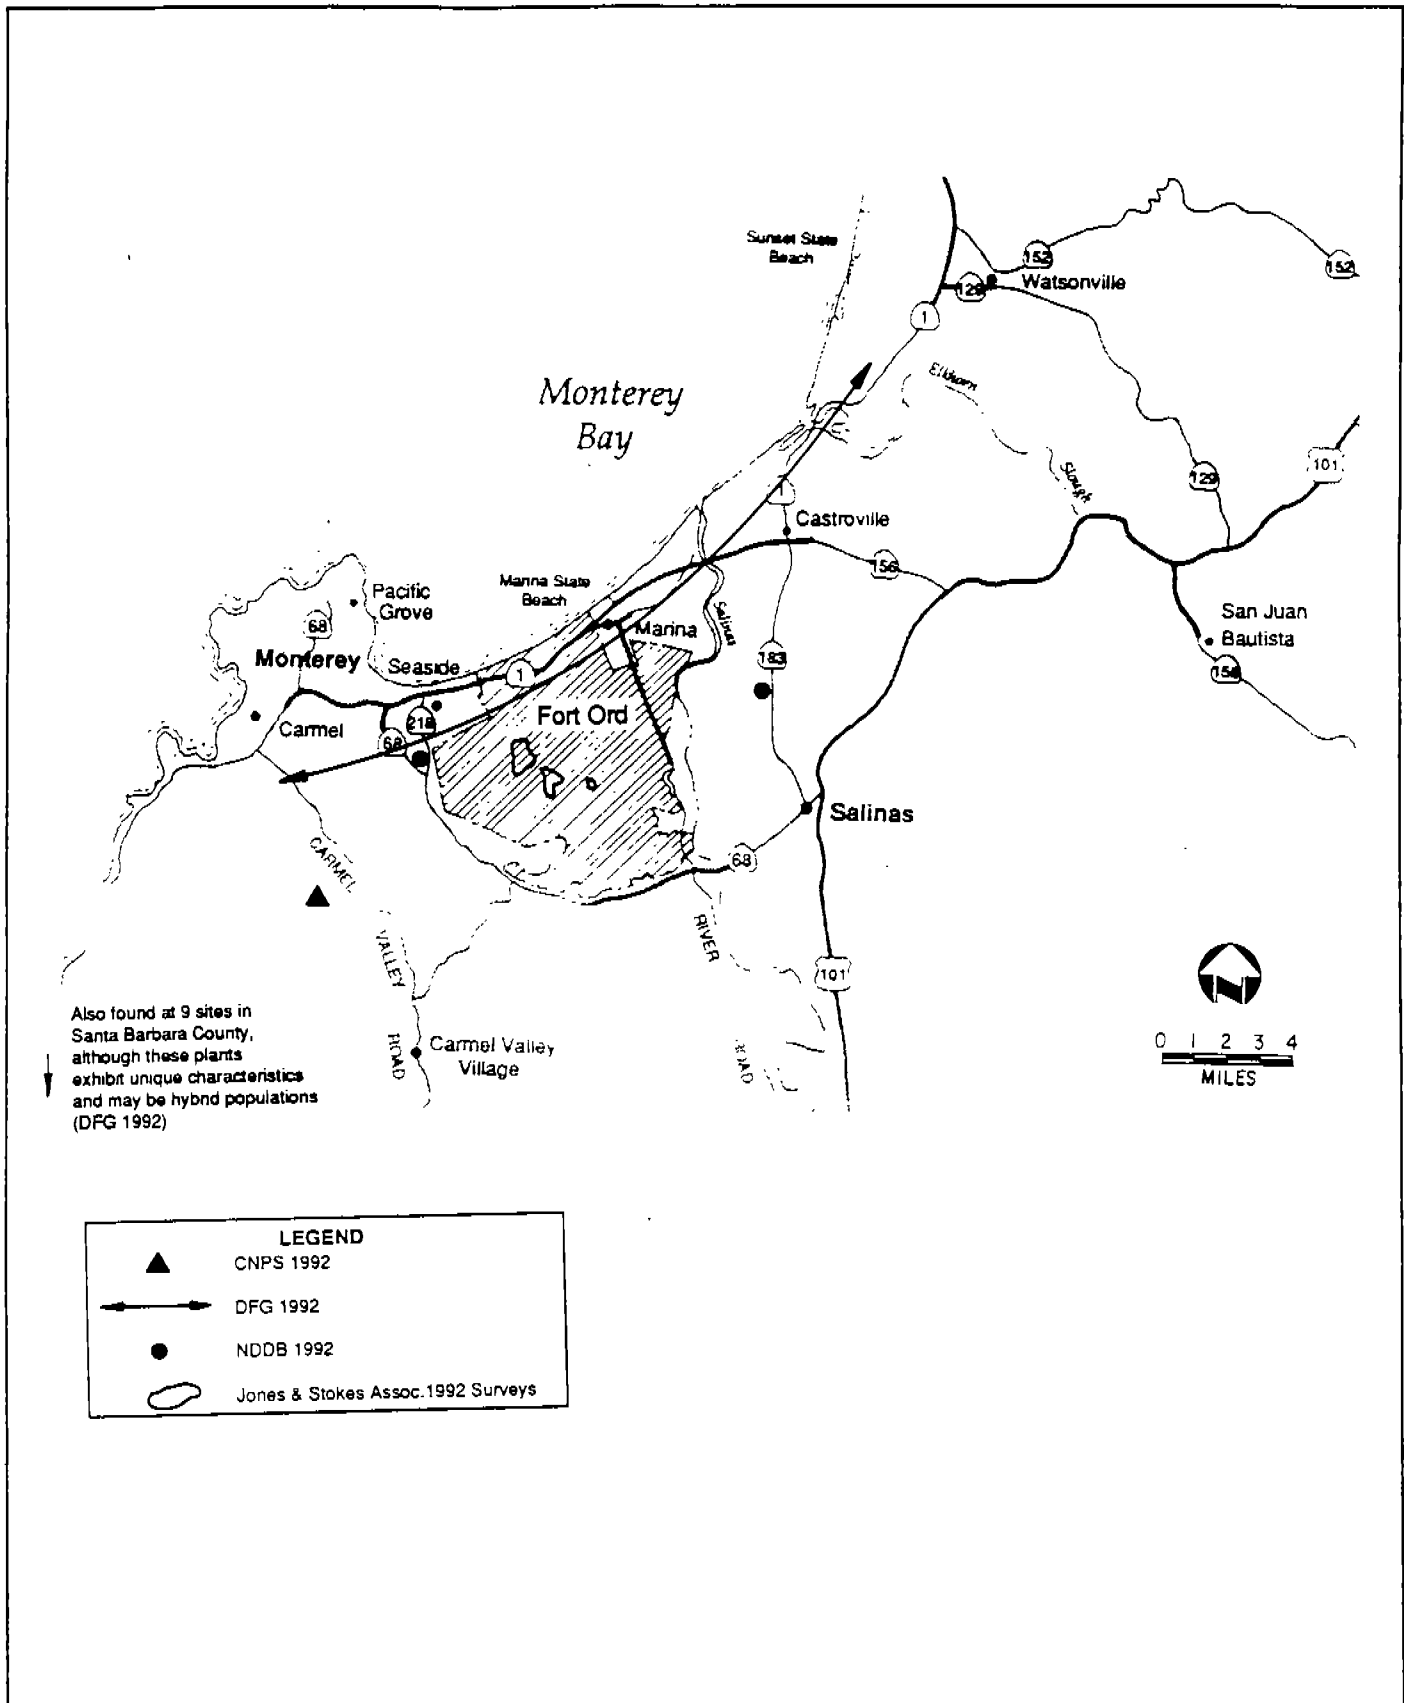 Sunset State
Beach
152
152
Watsonville
129
1
Elkhorn
Slough
Monterey
Bay
101
129
1
Castroville
156
Marina State
Beach
Salinas
Pacific
Grove
68
San Juan
Bautista
156
Monterey
Seaside
Marina
183
1
Fort Ord
218
68
Carmel
Salinas
68
CARMEL
VALLEY
ROAD
RIVER
ROAD
101
Also found at 9 sites in
Santa Barbara County,
although these plants
exhibit unique characteristics
and may be hybrid populations
(DFG 1992)
Carmel Valley
Village
0 1 2 3 4
MILES
LEGEND
CNPS 1992
DFG 1992
NDDB 1992
Jones & Stokes Assoc.1992 Surveys